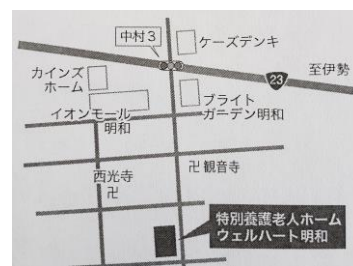 中村3
ケーズデンキ
カインズ
ホーム
23
至伊勢
イオンモール
明和
ブライト
ガーデン明和
西光寺
卍
卍観音寺
特別養護老人ホーム
ウェルハート明和